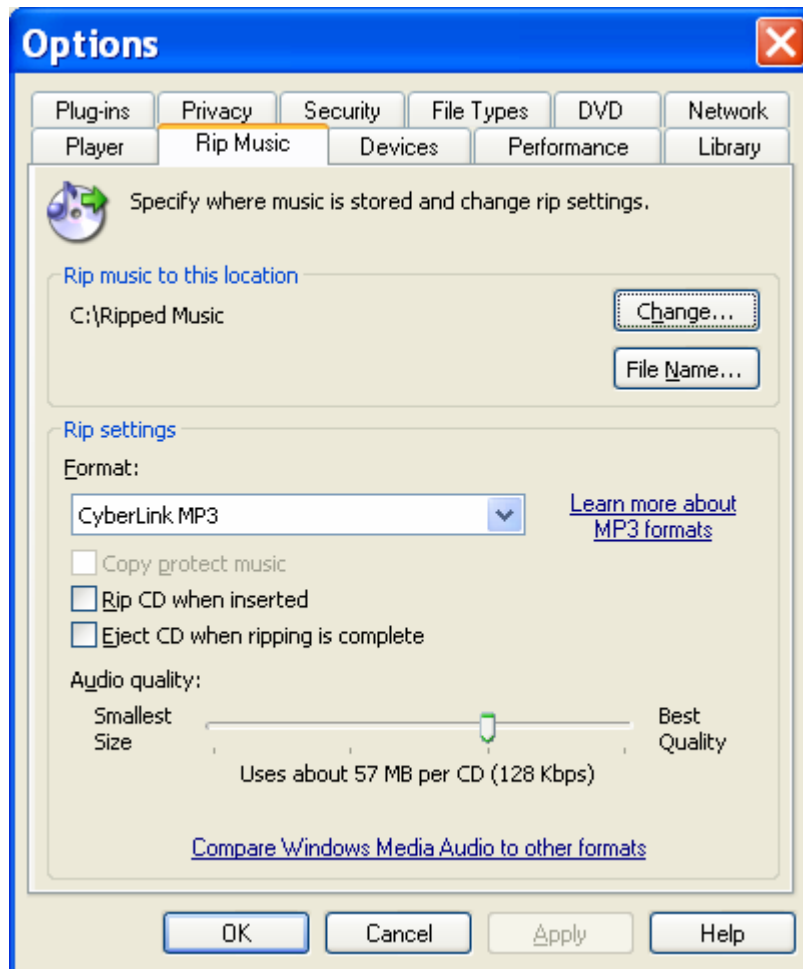 Options
Plug-ins Privacy Security File Types DVD Network
Player Rip Music Devices Performance Library
Specify where music is stored and change rip settings.
Rip music to this location
C:\Ripped Music
Change...
File Name...
Rip settings
Format:
CyberLink MP3
Learn more about
MP3 formats
Copy protect music
Rip CD when inserted
Eject CD when ripping is complete
Audio quality:
Smallest
Size
Best
Quality
Uses about 57 MB per CD (128 Kbps)
Compare Windows Media Audio to other formats
OK Cancel Apply Help